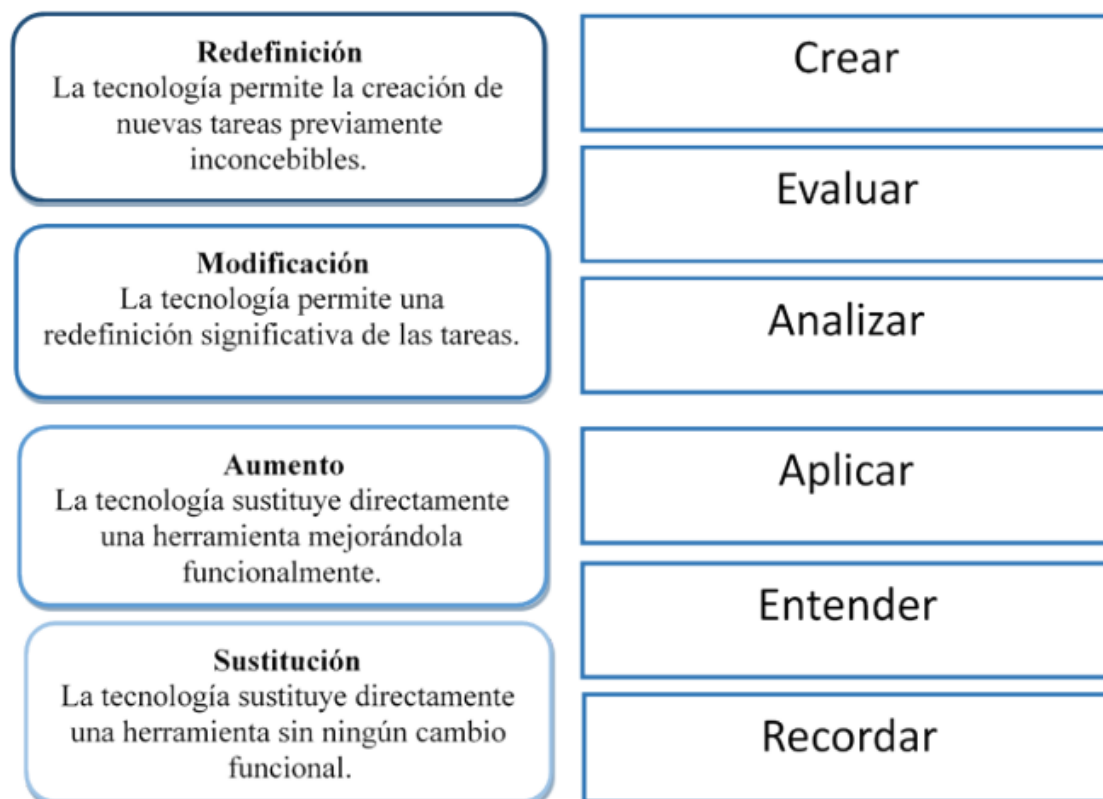 Redefinición
La tecnología permite la creación de
nuevas tareas previamente
inconcebibles.
Modificación
La tecnología permite una
redefinición significativa de las tareas.
Aumento
La tecnología sustituye directamente
una herramienta mejorándola
funcionalmente.
Sustitución
La tecnología sustituye directamente
una herramienta sin ningún cambio
funcional.
Crear
Evaluar
Analizar
Aplicar
Entender
Recordar